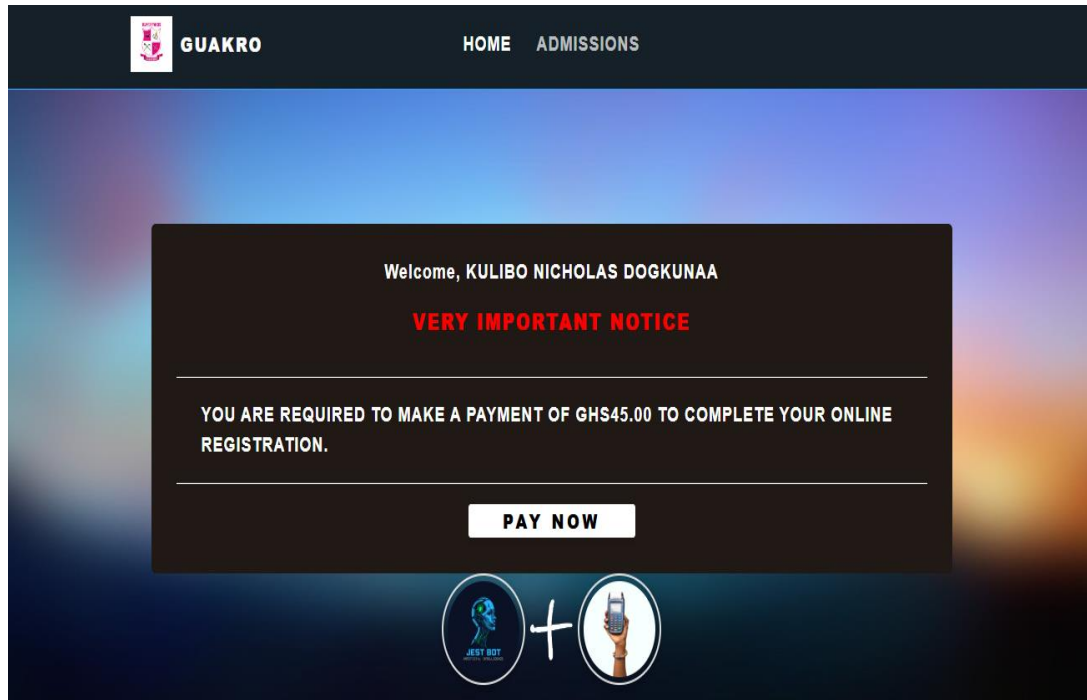 GUAKRO
HOME ADMISSIONS
Welcome, KULIBO NICHOLAS DOGKUNAA
VERY IMPORTANT NOTICE
YOU ARE REQUIRED TO MAKE A PAYMENT OF GHS45.00 TO COMPLETE YOUR ONLINE
REGISTRATION.
PAY NOW
JEST BOT